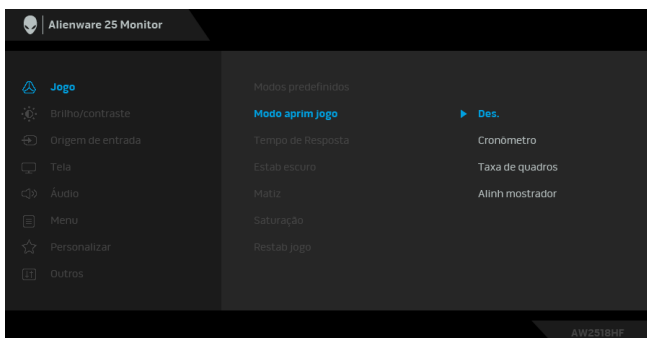 Alienware 25 Monitor
Jogo
Brilho/contraste
Origem de entrada
Tela
Áudio
Menu
Personalizar
Outros
Modos predefinidos
Modo aprim jogo
Tempo de Resposta
Estab escuro
Matiz
Saturação
Restab jogo
Des.
Cronômetro
Taxa de quadros
Alinh mostrador
AW2518HF